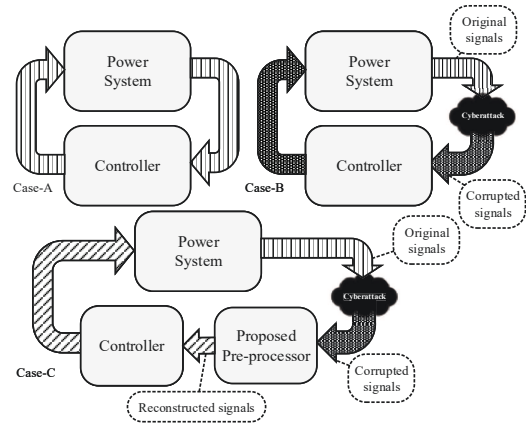 Power
System
Controller
Case-A
Original
signals
Power
System
Cyberattack
Controller
Case-B
Corrupted
signals
Power
System
Original
signals
Cyberattack
Controller
Proposed
Pre-processor
Case-C
Corrupted
signals
Reconstructed signals